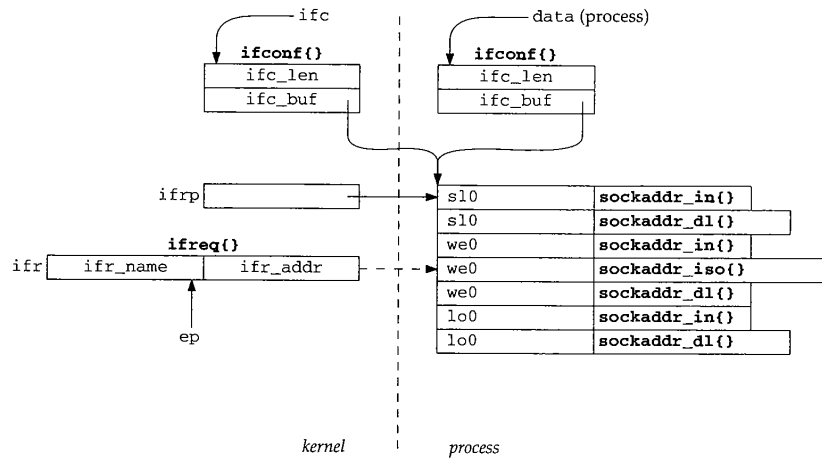 ifc
data (process)
ifconf{}
ifconf{}
ifc_len
ifc_len
ifc_buf
ifc_buf
ifrp
sl0 sockaddr_in{}
sl0 sockaddr_dl{}
we0 sockaddr_in{}
ifreq{}
ifr ifr_name ifr_addr
we0 sockaddr_iso{}
we0 sockaddr_dl{}
lo0 sockaddr_in{}
ep
lo0 sockaddr_dl{}
kernel
process